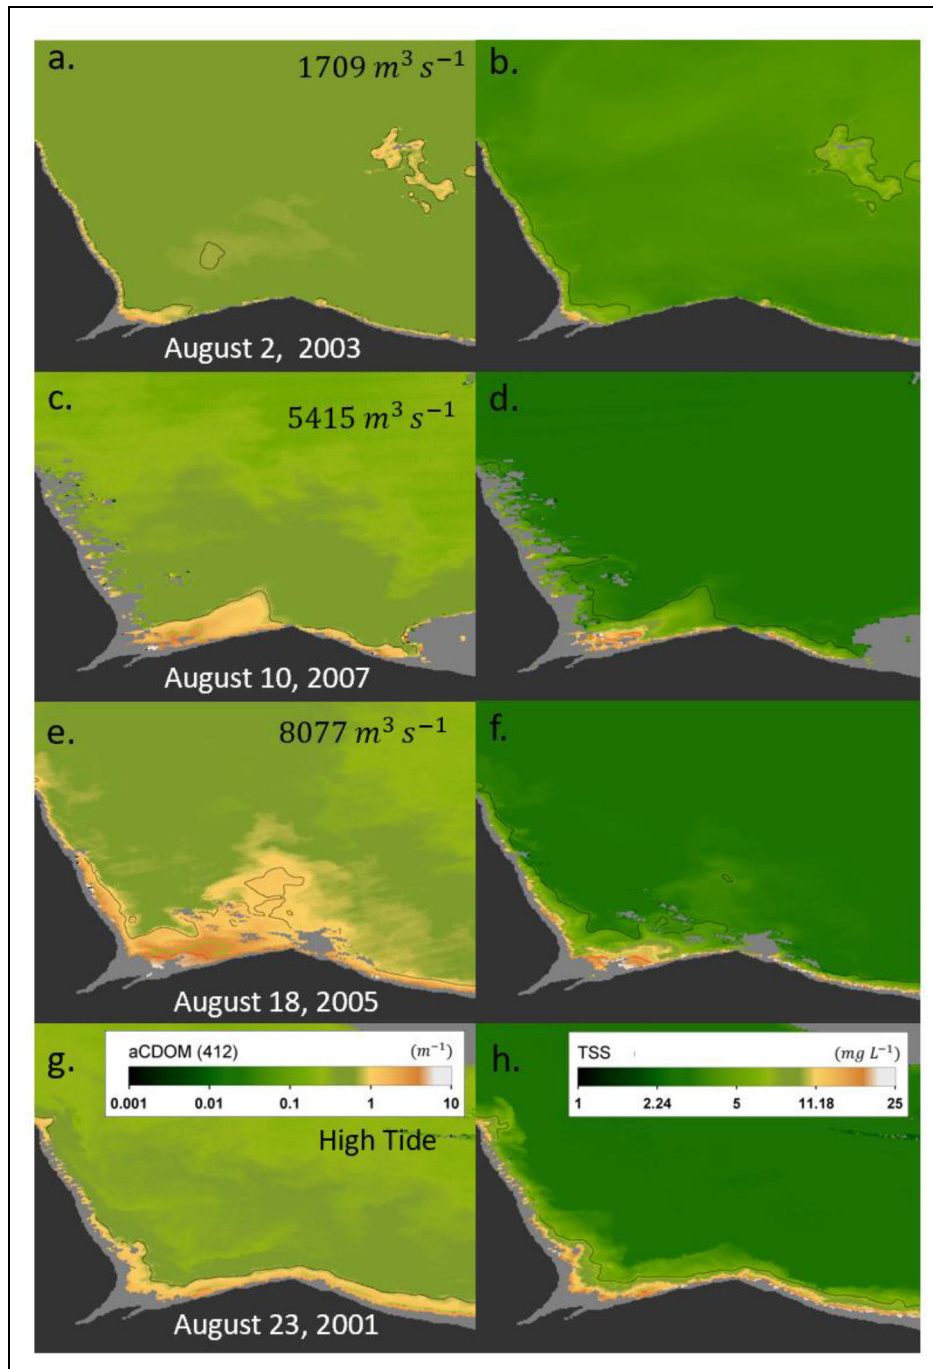 a.
1709 m³ s⁻¹
b.
August 2, 2003
c.
5415 m³ s⁻¹
d.
August 10, 2007
e.
8077 m³ s⁻¹
f.
August 18, 2005
g.
aCDOM (412) (m⁻¹)
0.001 0.01 0.1 1 10
High Tide
h.
TSS (mg L⁻¹)
1 2.24 5 11.18 25
August 23, 2001